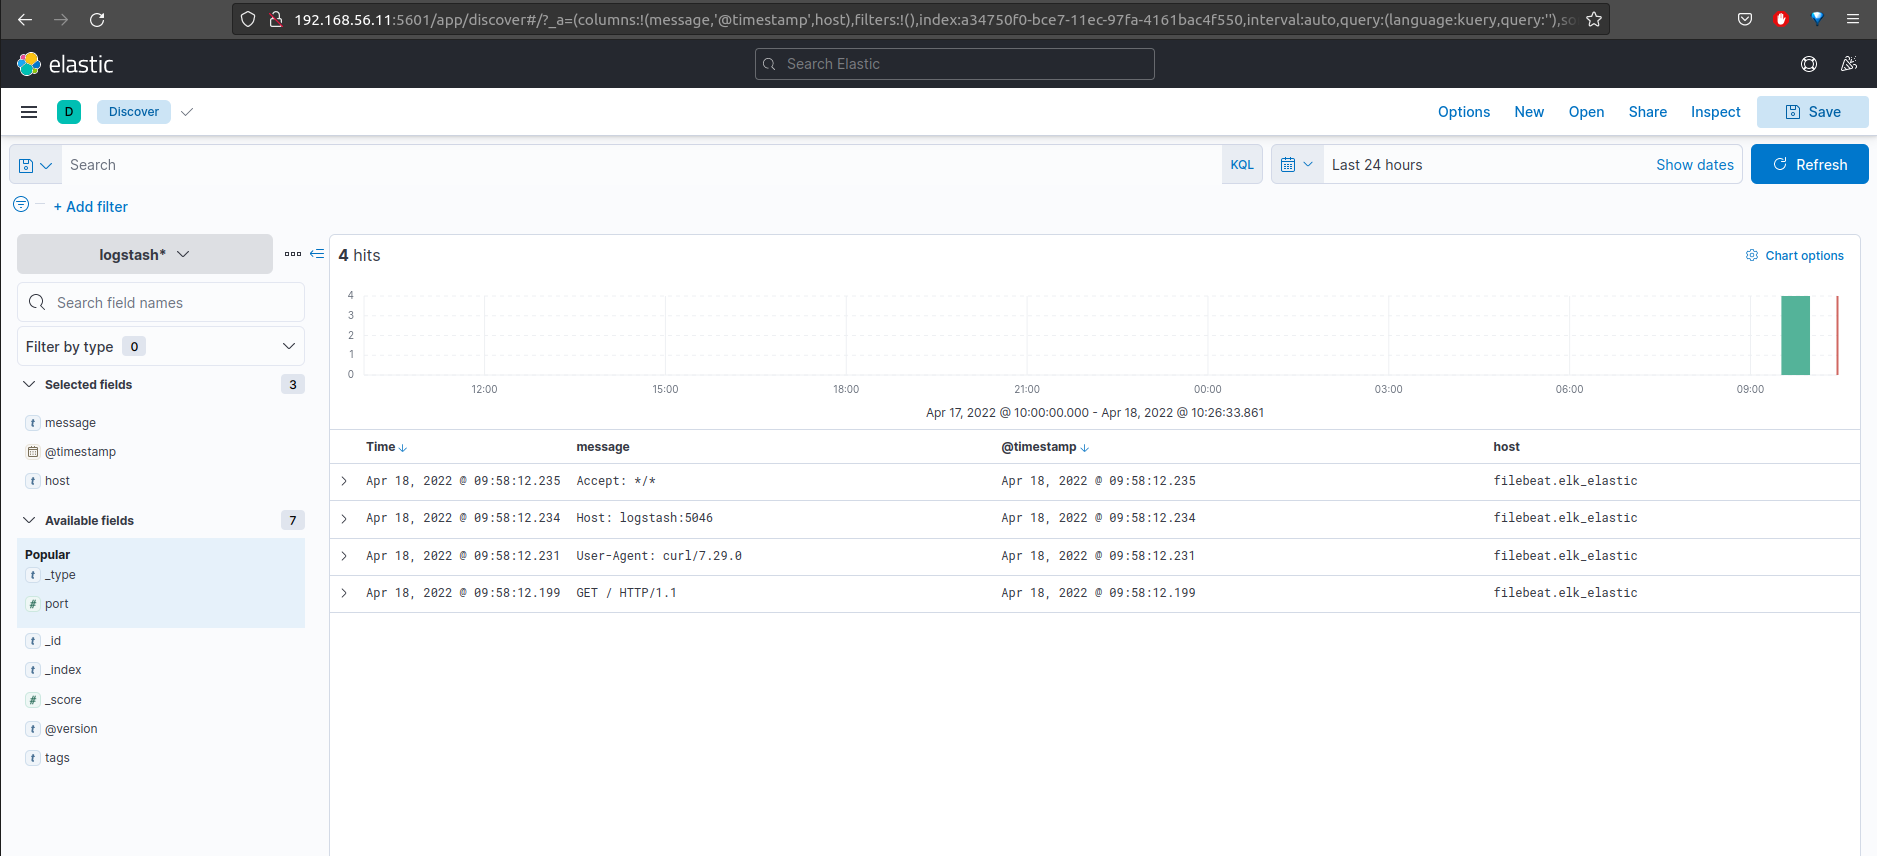 192.168.56.11:5601/app/discover#/?_a=(columns:!(message,'@timestamp',host),filters:!(),index:a34750f0-bce7-11ec-97fa-4161bac4f550,interval:auto,query:(language:kuery,query:''),so
elastic
Search Elastic
D
Discover
Options
New
Open
Share
Inspect
Save
Search
KQL
Last 24 hours
Show dates
Refresh
+ Add filter
logstash*
Search field names
Filter by type 0
Selected fields 3
message
@timestamp
host
Available fields 7
Popular
t _type
# port
t _id
t _index
# _score
t @version
t tags
4 hits
Chart options
4
3
2
1
0
12:00 15:00 18:00 21:00 00:00 03:00 06:00 09:00
Apr 17, 2022 @ 10:00:00.000 - Apr 18, 2022 @ 10:26:33.861
Time message @timestamp host
Apr 18, 2022 @ 09:58:12.235 Accept: */* Apr 18, 2022 @ 09:58:12.235 filebeat.elk_elastic
Apr 18, 2022 @ 09:58:12.234 Host: logstash:5046 Apr 18, 2022 @ 09:58:12.234 filebeat.elk_elastic
Apr 18, 2022 @ 09:58:12.231 User-Agent: curl/7.29.0 Apr 18, 2022 @ 09:58:12.231 filebeat.elk_elastic
Apr 18, 2022 @ 09:58:12.199 GET / HTTP/1.1 Apr 18, 2022 @ 09:58:12.199 filebeat.elk_elastic